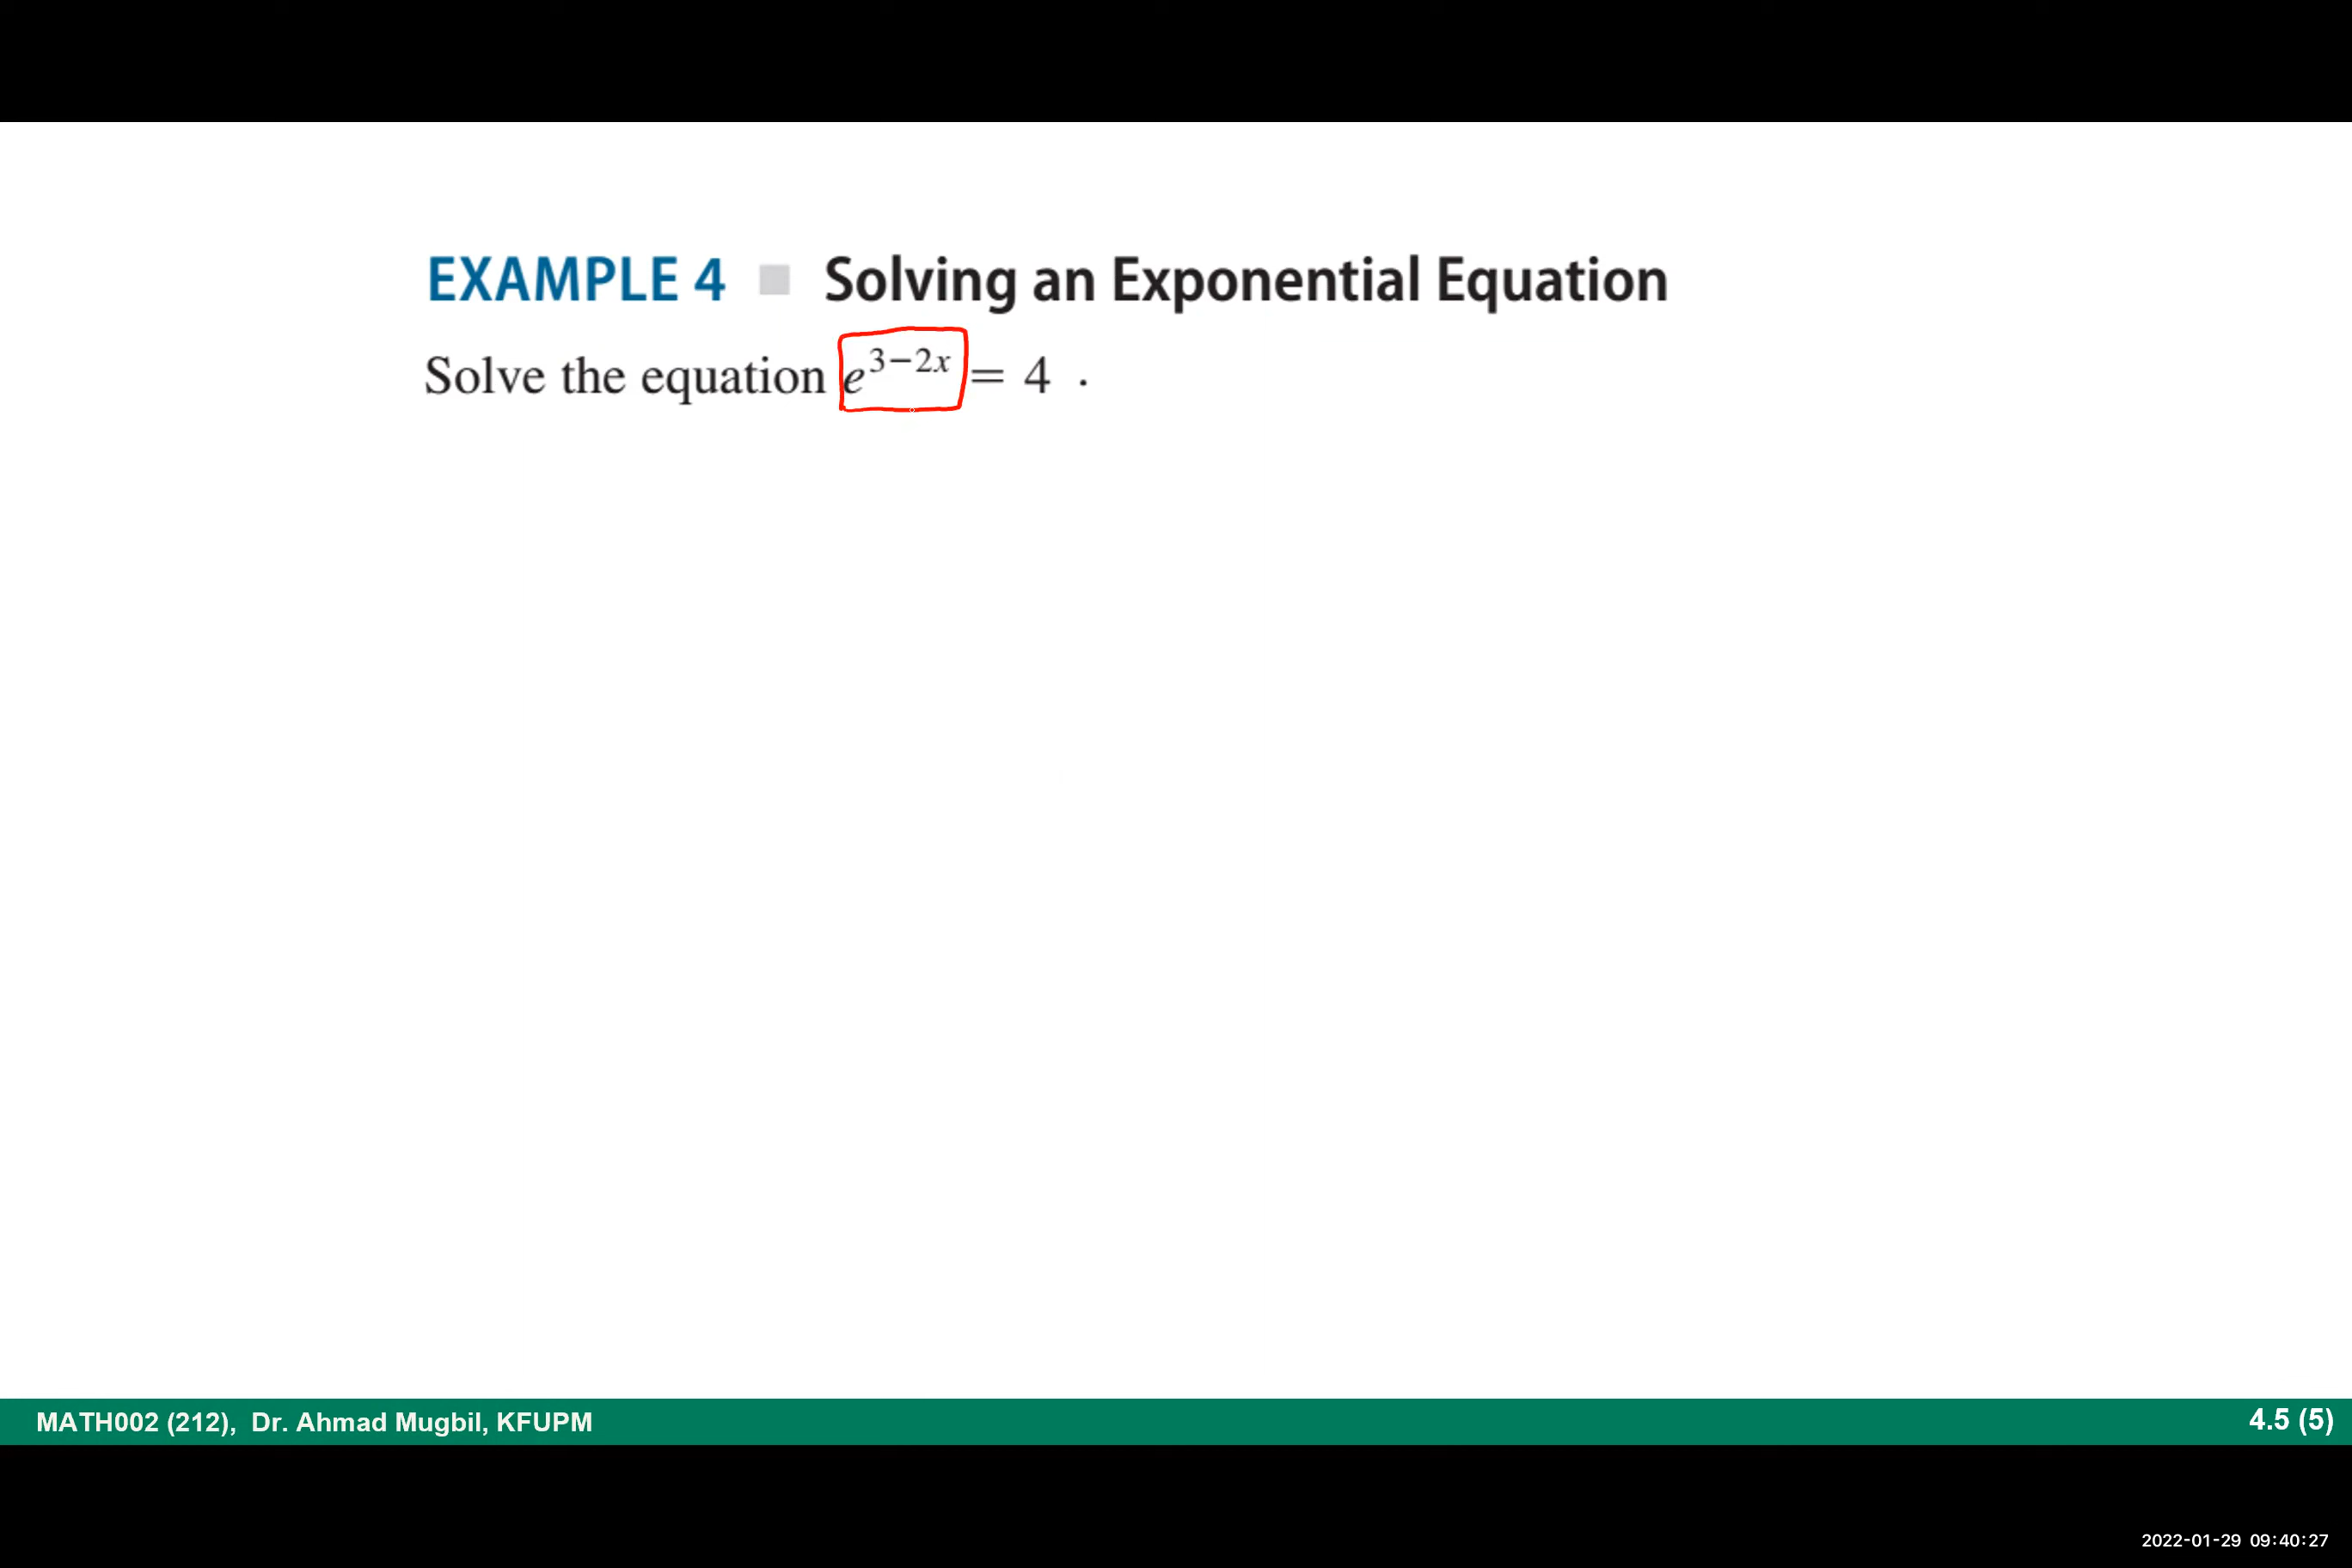 EXAMPLE 4 ■ Solving an Exponential Equation
Solve the equation e^{3−2x} = 4 .
MATH002 (212), Dr. Ahmad Mugbil, KFUPM
4.5 (5)
2022-01-29 09:40:27